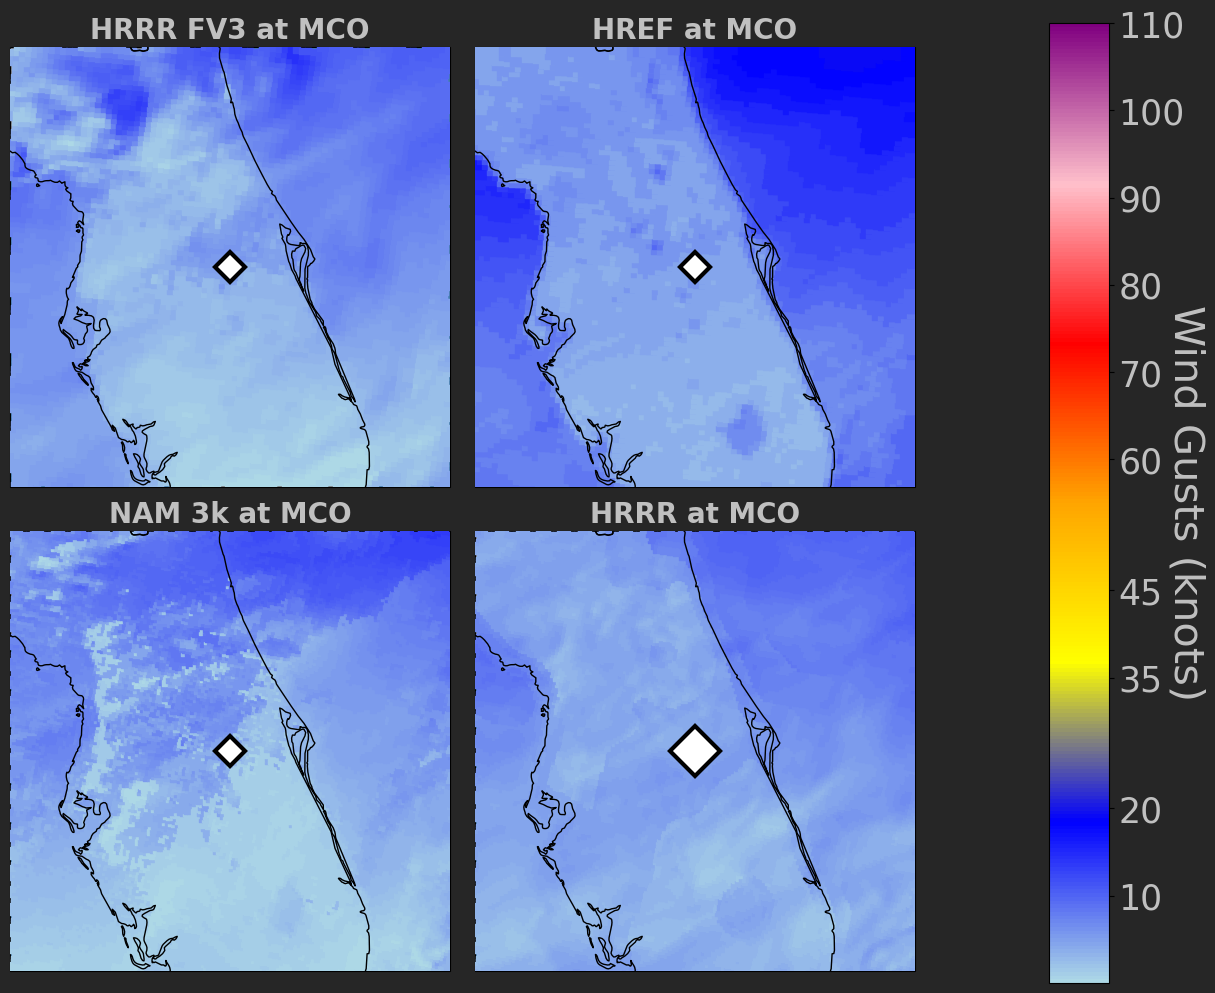 HRRR FV3 at MCO
HREF at MCO
NAM 3k at MCO
HRRR at MCO
110
100
90
80
70
60
45
35
20
10
Wind Gusts (knots)